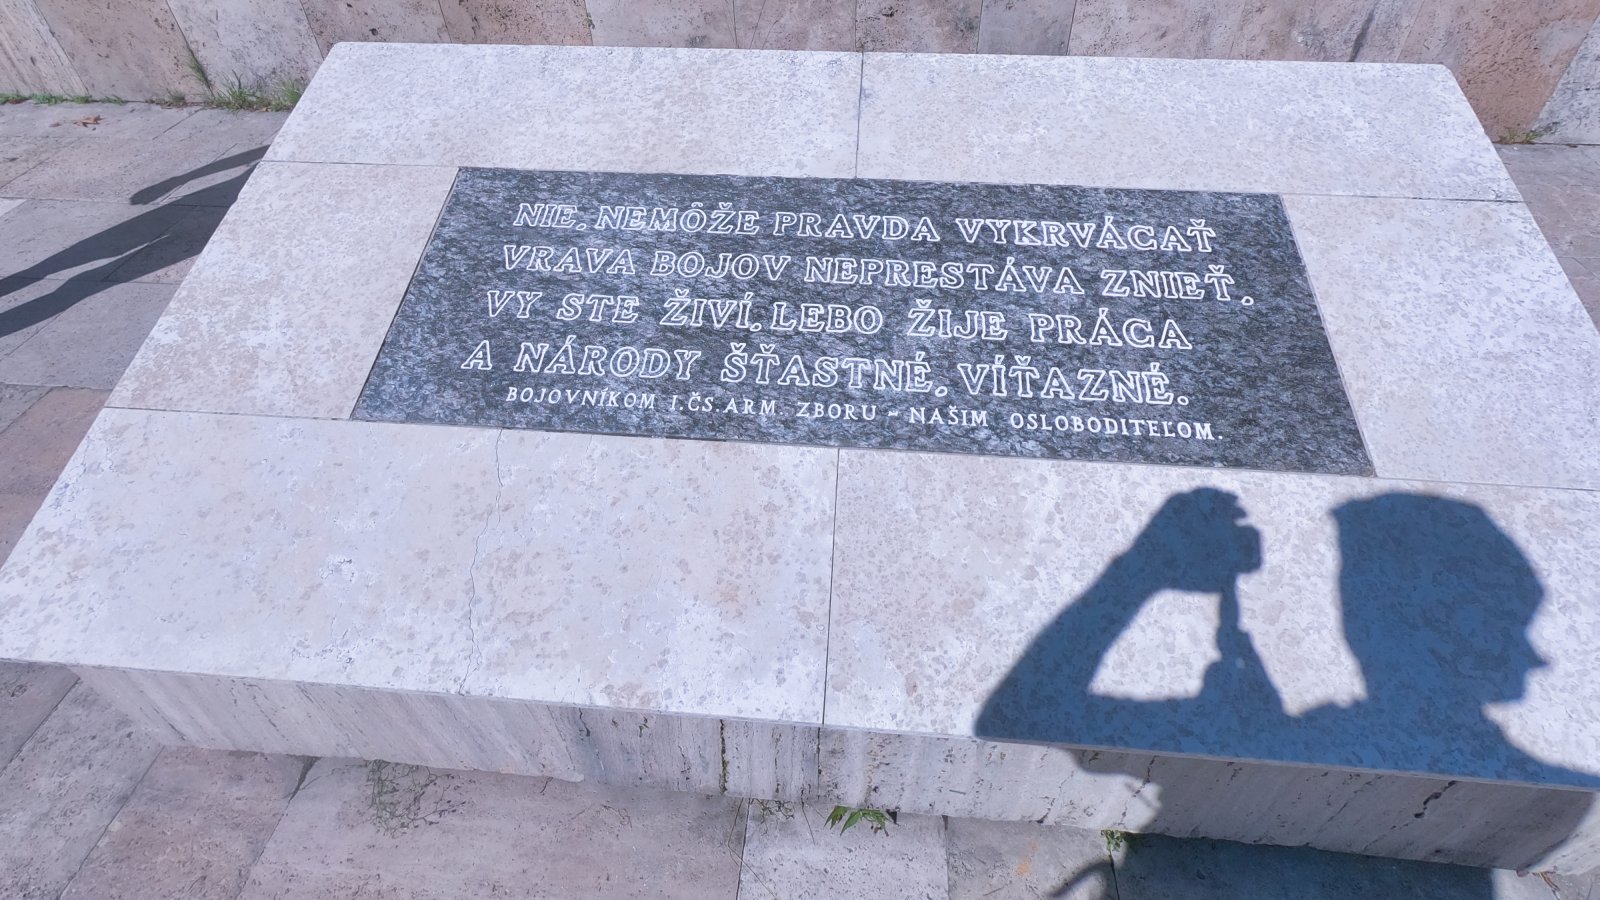 NIE. NEMÔŽE PRAVDA VYKRVÁCAŤ
VRAVA BOJOV NEPRESTÁVA ZNIEŤ.
VY STE ŽIVÍ. LEBO ŽIJE PRÁCA
A NÁRODY ŠŤASTNÉ. VÍŤAZNÉ.
BOJOVNÍKOM I.ČS.ARM. ZBORU - NAŠIM OSLOBODITEĽOM.